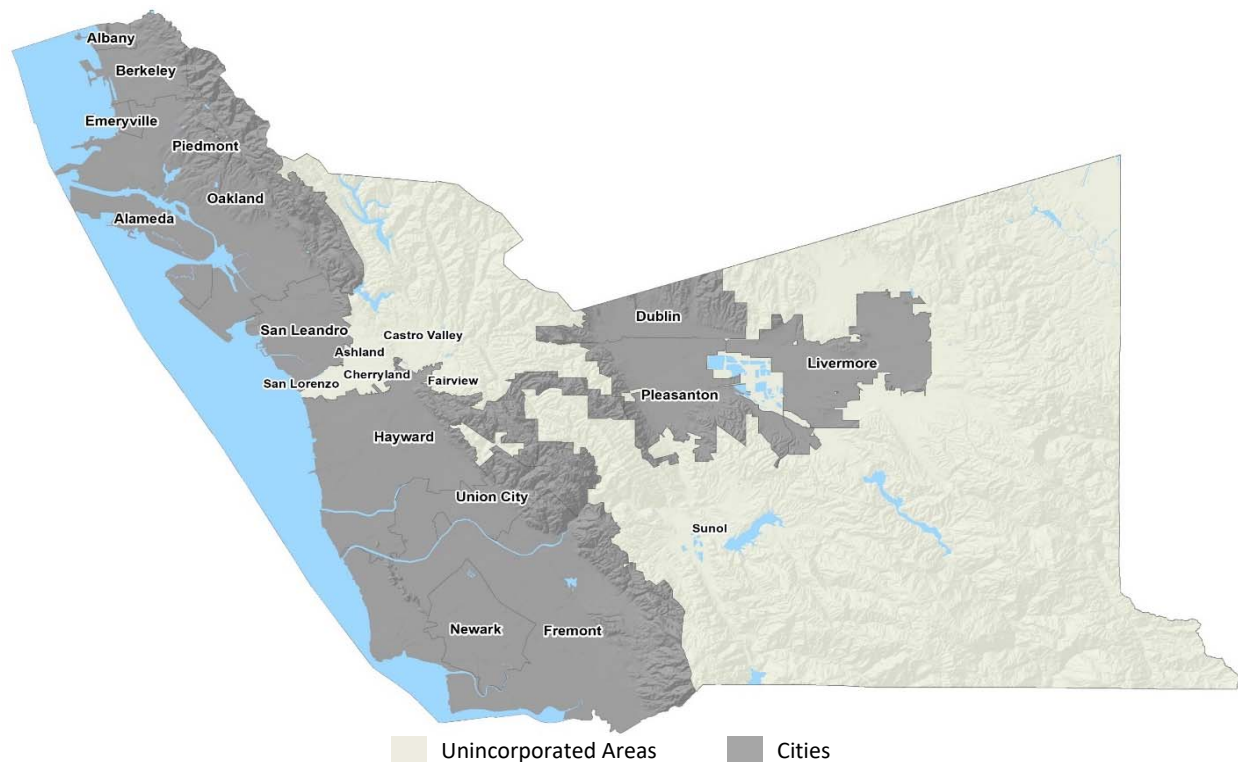 Albany
Berkeley
Emeryville
Piedmont
Oakland
Alameda
San Leandro
Castro Valley
Ashland
Cherryland
San Lorenzo
Fairview
Dublin
Livermore
Pleasanton
Hayward
Union City
Sunol
Newark
Fremont
Unincorporated Areas
Cities